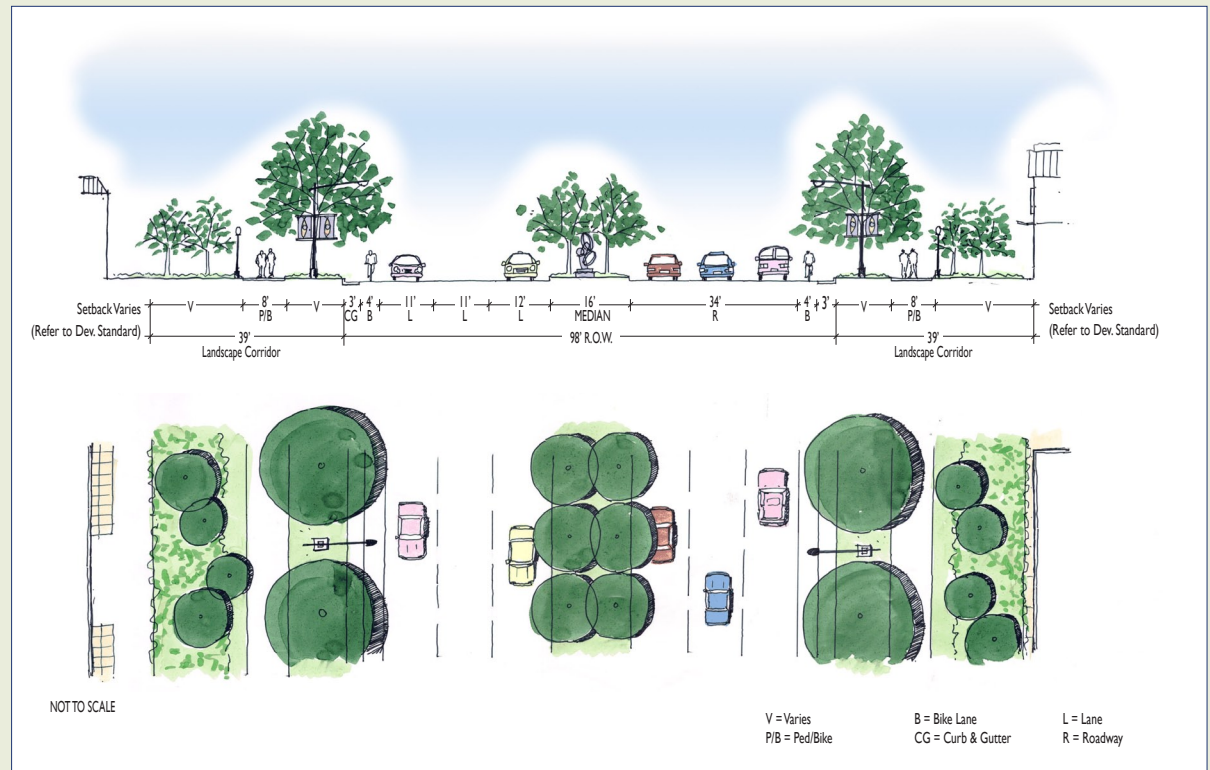 Setback Varies
(Refer to Dev. Standard)
V
8'
P/B
V
3'
CG
4'
B
11'
L
11'
L
12'
L
16'
MEDIAN
34'
R
4'
B
3'
V
8'
P/B
V
Setback Varies
(Refer to Dev. Standard)
39'
Landscape Corridor
98' R.O.W.
39'
Landscape Corridor
NOT TO SCALE
V = Varies
P/B = Ped/Bike
B = Bike Lane
CG = Curb & Gutter
L = Lane
R = Roadway